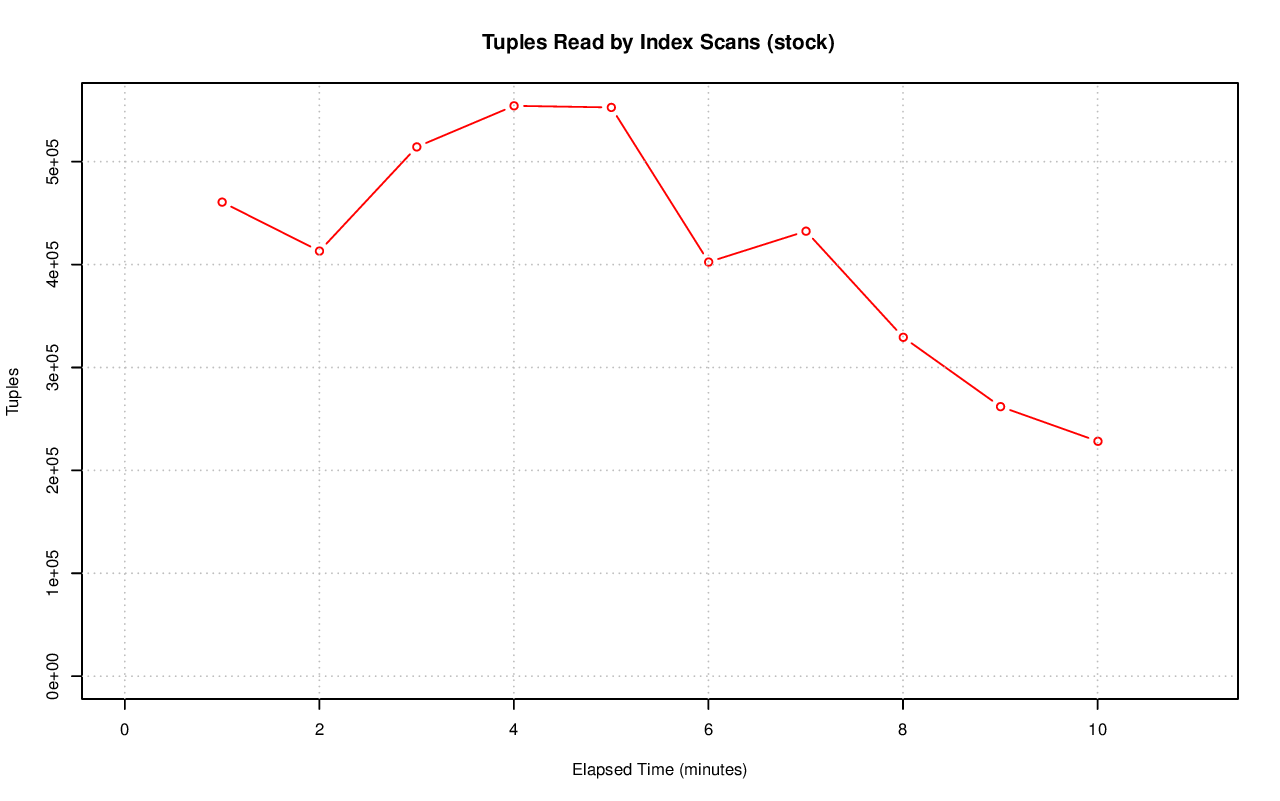 Tuples Read by Index Scans (stock)
Tuples
5e+05
4e+05
3e+05
2e+05
1e+05
0e+00
0 2 4 6 8 10
Elapsed Time (minutes)